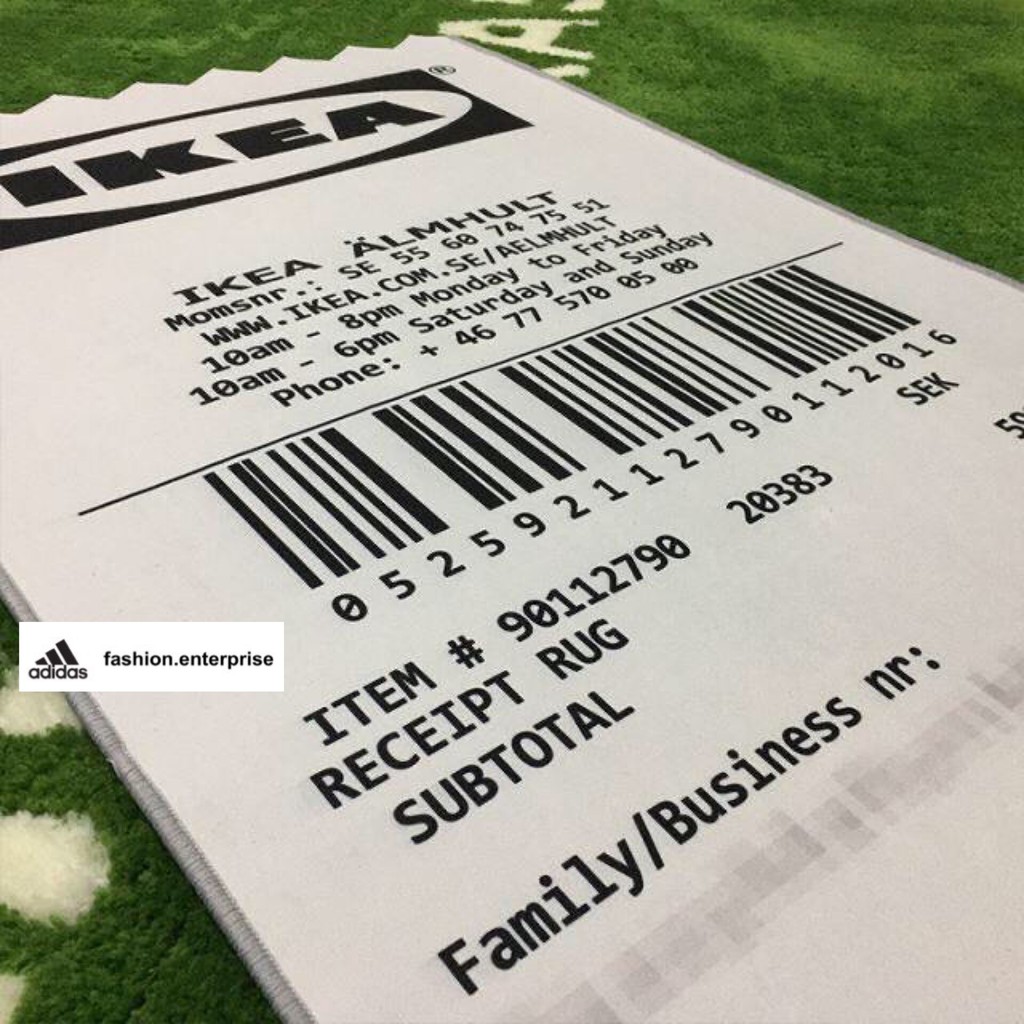 IKEA®
IKEA ÄLMHULT
Momsnr.: SE 55 60 74 75 51
WWW.IKEA.COM.SE/AELMHULT
10am - 8pm Monday to Friday
10am - 6pm Saturday and Sunday
Phone: + 46 77 570 05 00
0 5 2 5 9 2 1 1 2 7 9 0 1 1 2 0 1 6
SEK
ITEM # 90112790 20383
RECEIPT RUG
SUBTOTAL
Family/Business nr:
adidas fashion.enterprise